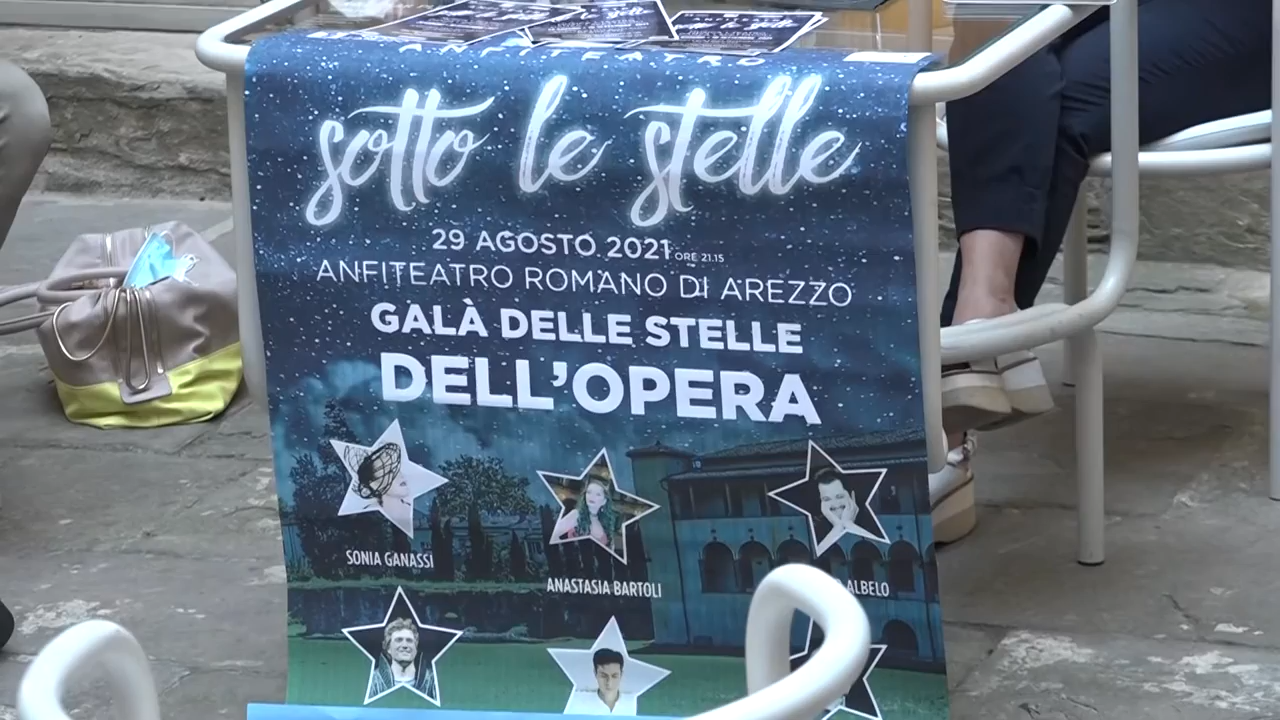 ANFITEATRO
sotto le stelle
29 AGOSTO 2021 ORE 21.15
ANFITEATRO ROMANO DI AREZZO
GALÀ DELLE STELLE
DELL'OPERA
SONIA GANASSI
ANASTASIA BARTOLI
ALBELO